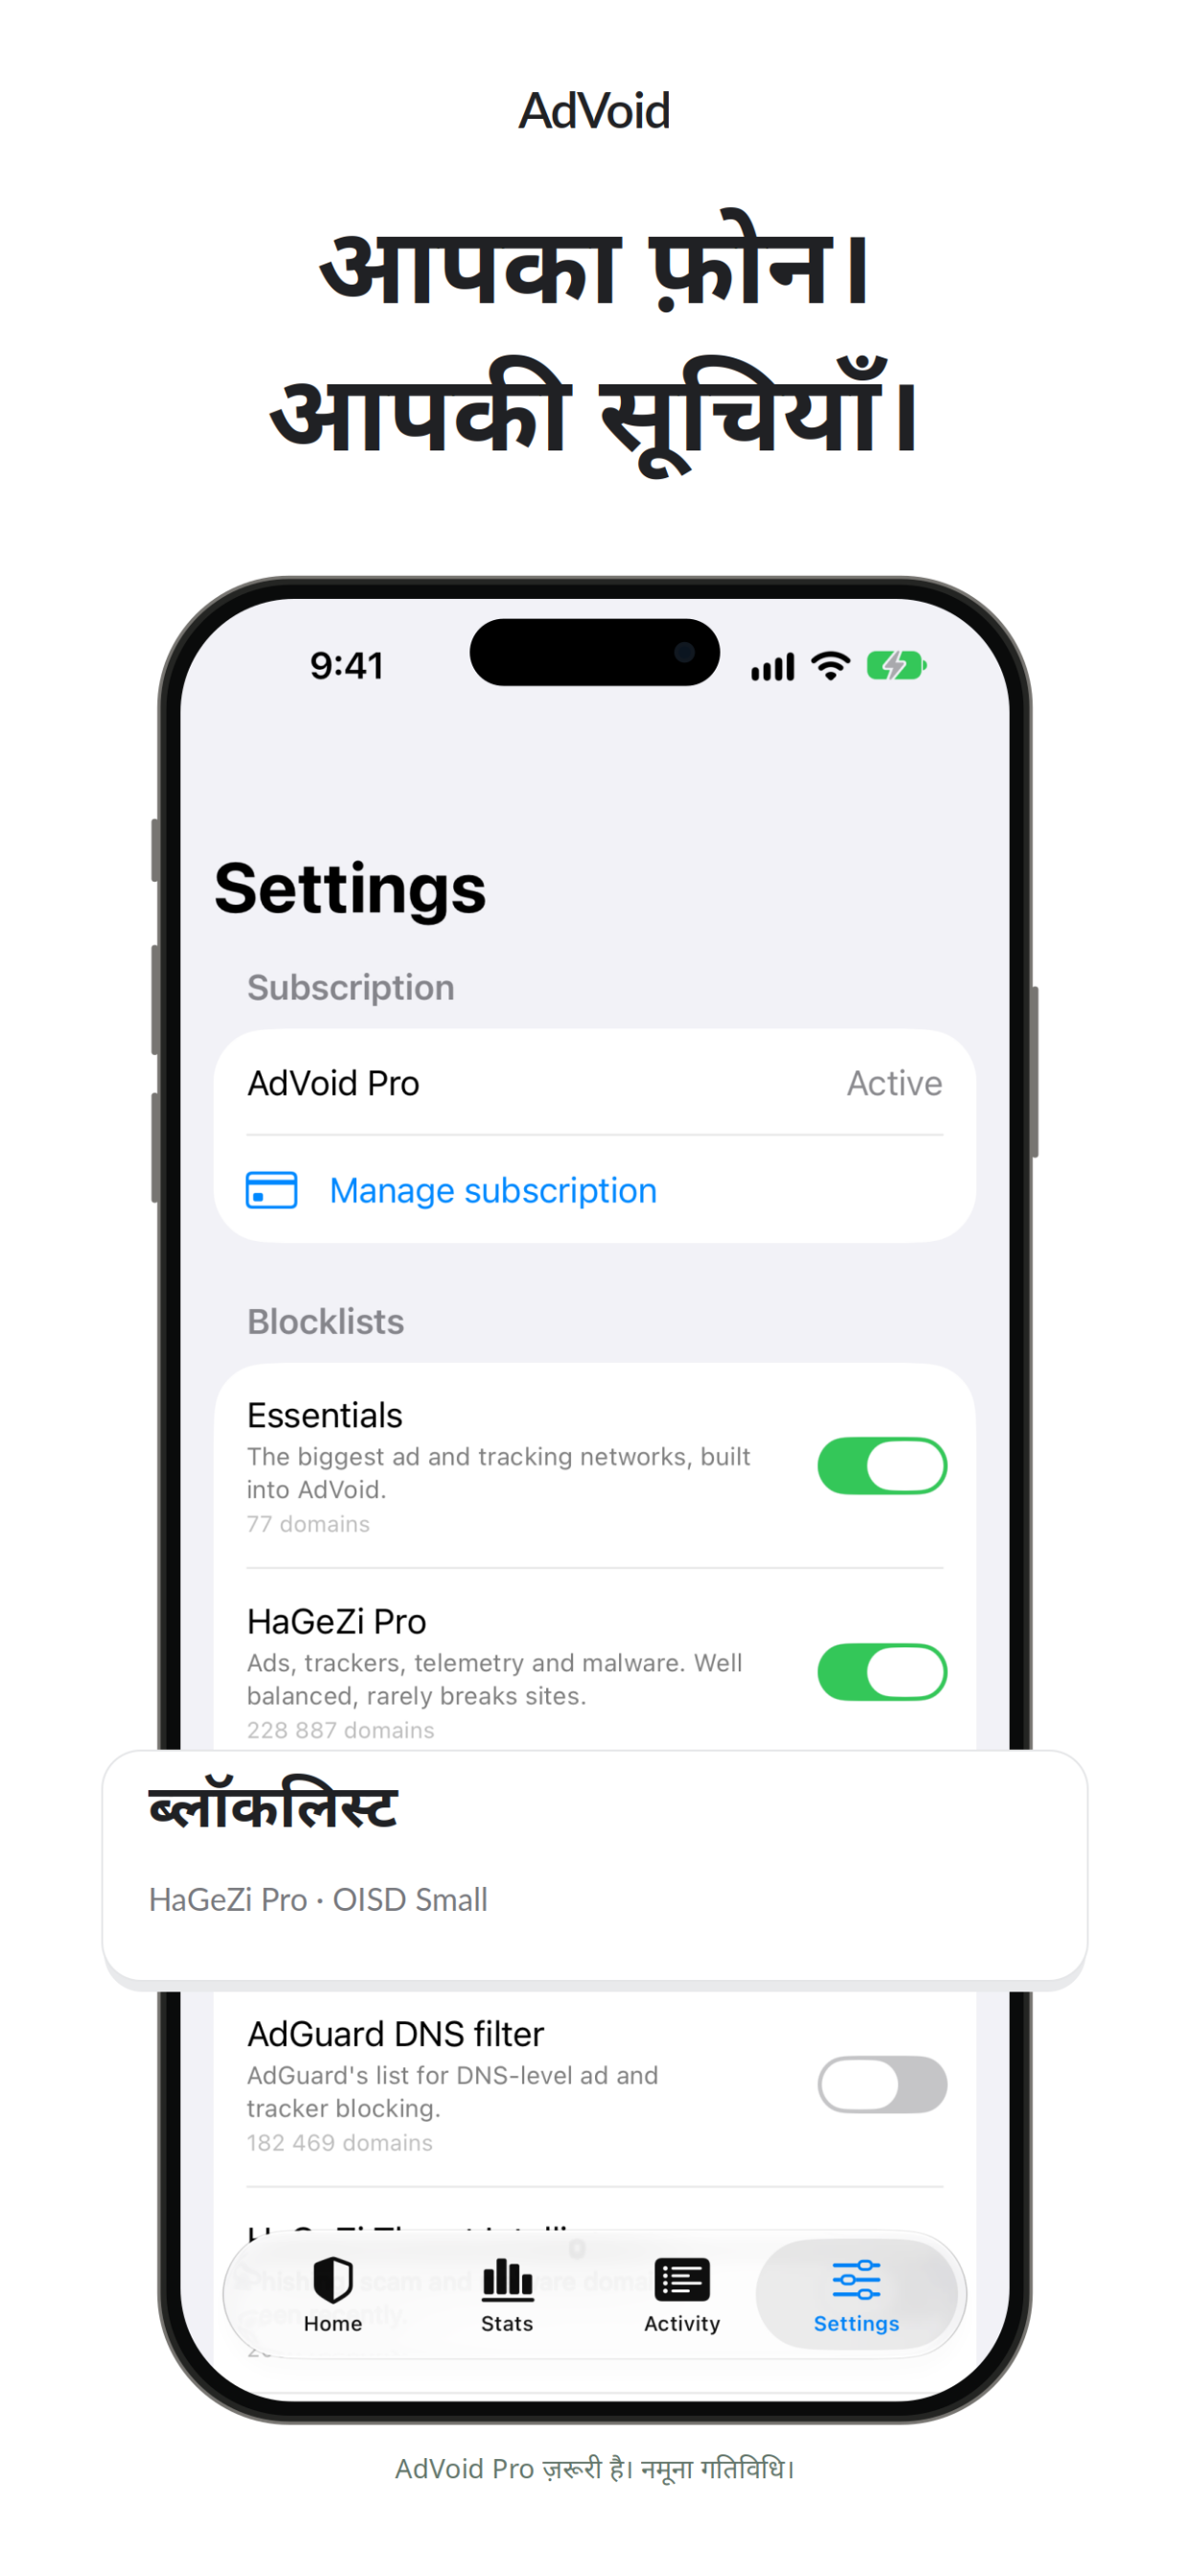 AdVoid
आपका फ़ोन।
आपकी सूचियाँ।
9:41
Settings
Subscription
AdVoid Pro Active
Manage subscription
Blocklists
Essentials
The biggest ad and tracking networks, built
into AdVoid.
77 domains
HaGeZi Pro
Ads, trackers, telemetry and malware. Well
balanced, rarely breaks sites.
228 887 domains
ब्लॉकलिस्ट
HaGeZi Pro · OISD Small
AdGuard DNS filter
AdGuard's list for DNS-level ad and
tracker blocking.
182 469 domains
Home Stats Activity Settings
AdVoid Pro ज़रूरी है। नमूना गतिविधि।